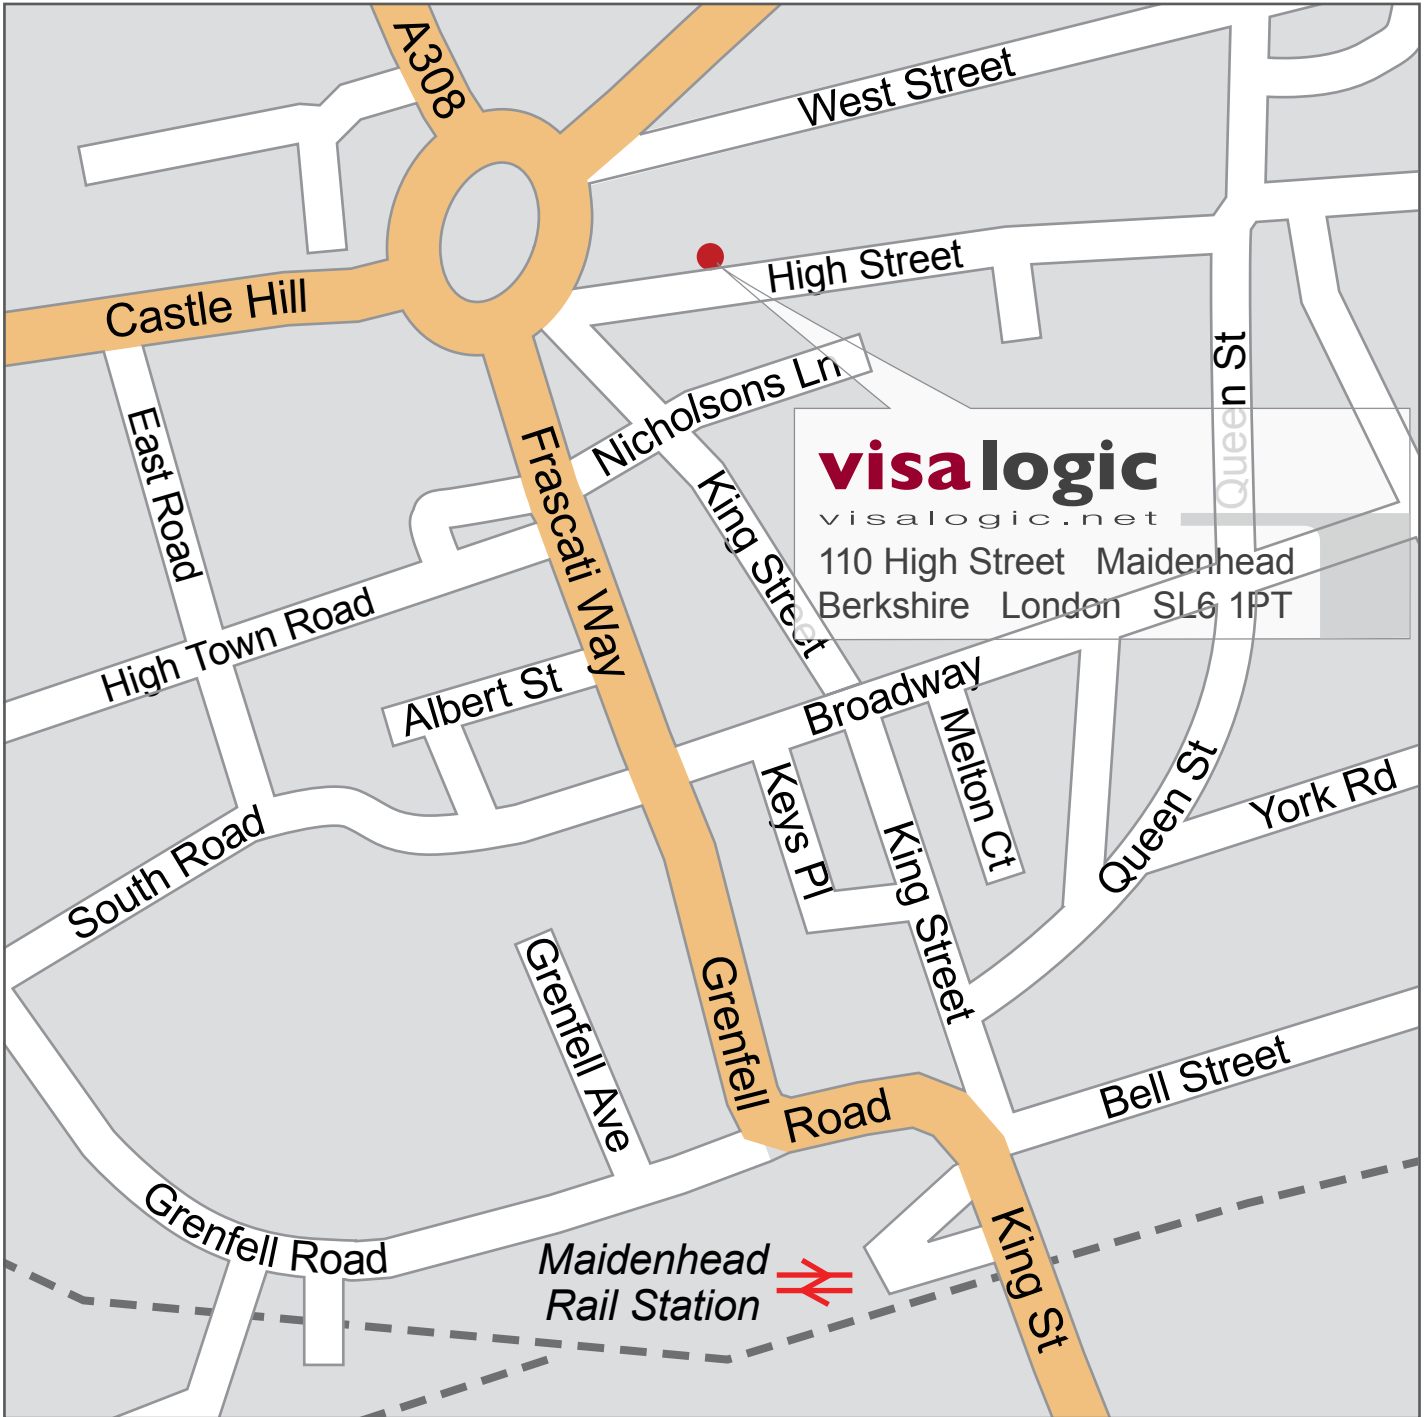 A308
West Street
High Street
Castle Hill
Nicholsons Ln
Queen St
East Road
Frascati Way
King Street
visalogic
visalogic.net
110 High Street Maidenhead
Berkshire London SL6 1PT
High Town Road
Albert St
Broadway
Melton Ct
Keys Pl
Queen St
York Rd
South Road
King Street
Grenfell Ave
Grenfell
Road
Bell Street
Grenfell Road
Maidenhead
Rail Station
King St